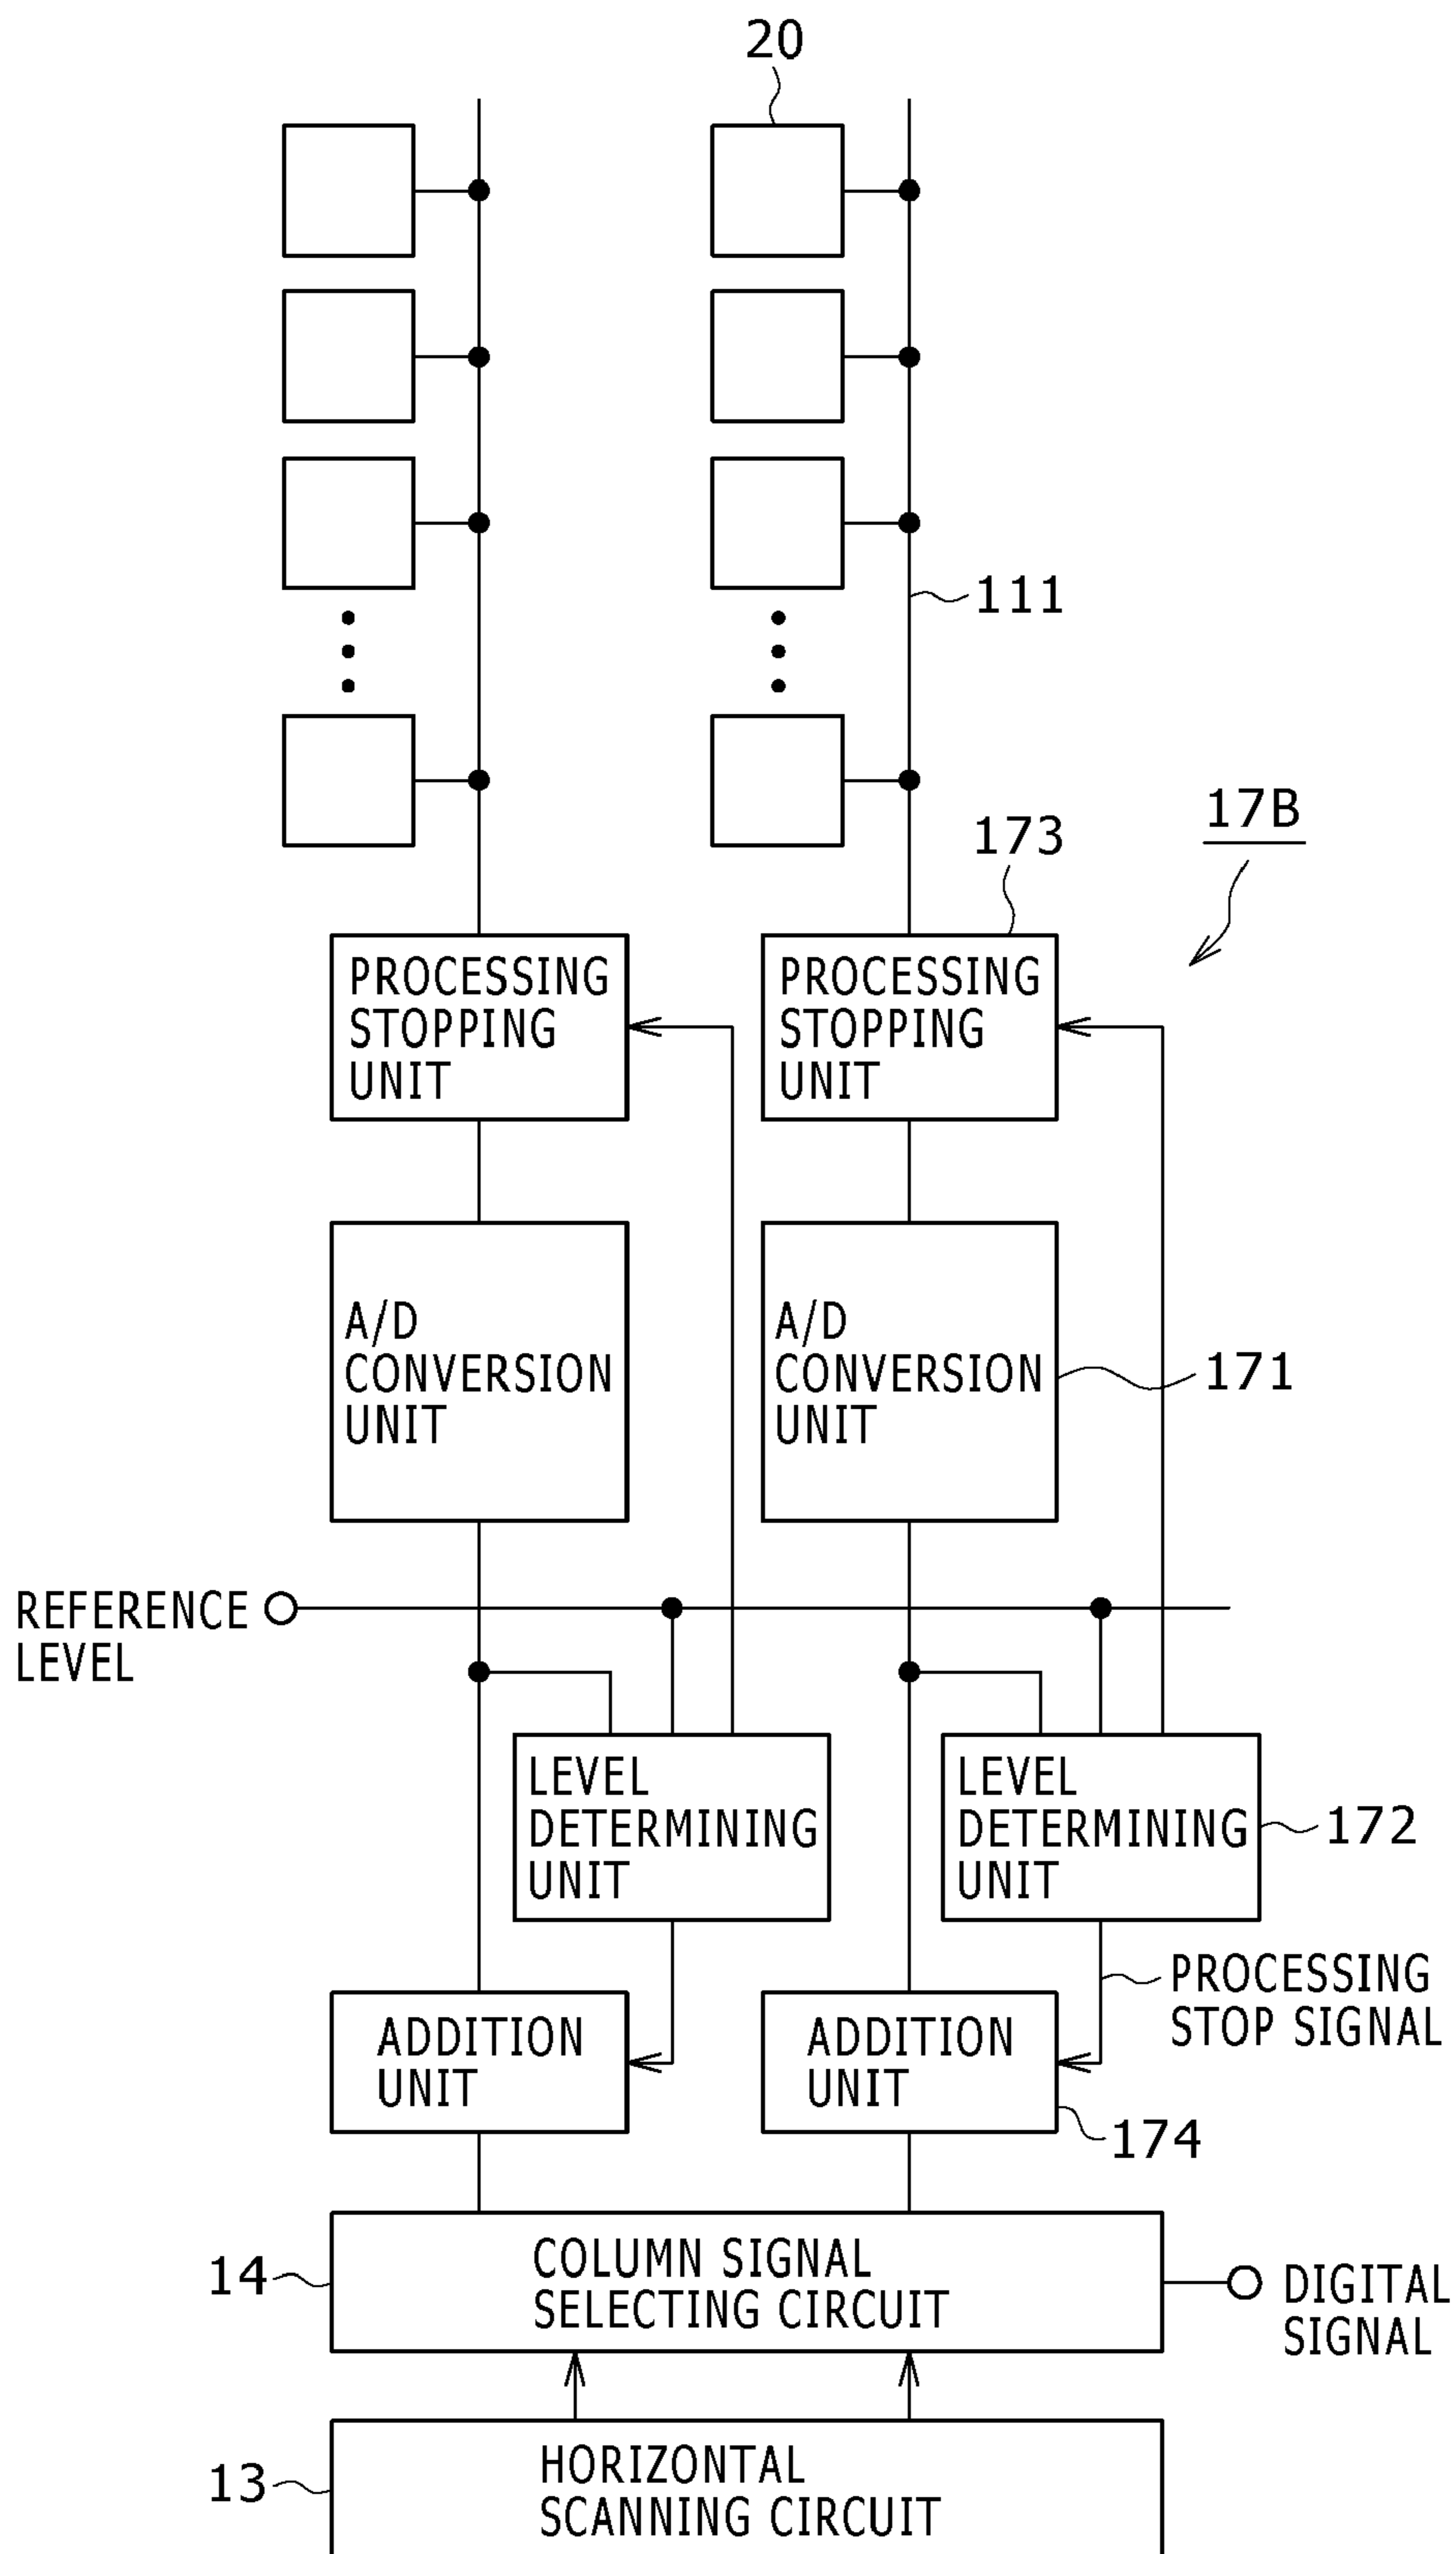 20
111
17B
173
PROCESSING
STOPPING
UNIT
PROCESSING
STOPPING
UNIT
A/D
CONVERSION
UNIT
A/D
CONVERSION
UNIT
171
REFERENCE
LEVEL
LEVEL
DETERMINING
UNIT
LEVEL
DETERMINING
UNIT
172
PROCESSING
STOP SIGNAL
ADDITION
UNIT
ADDITION
UNIT
174
14
COLUMN SIGNAL
SELECTING CIRCUIT
DIGITAL
SIGNAL
13
HORIZONTAL
SCANNING CIRCUIT